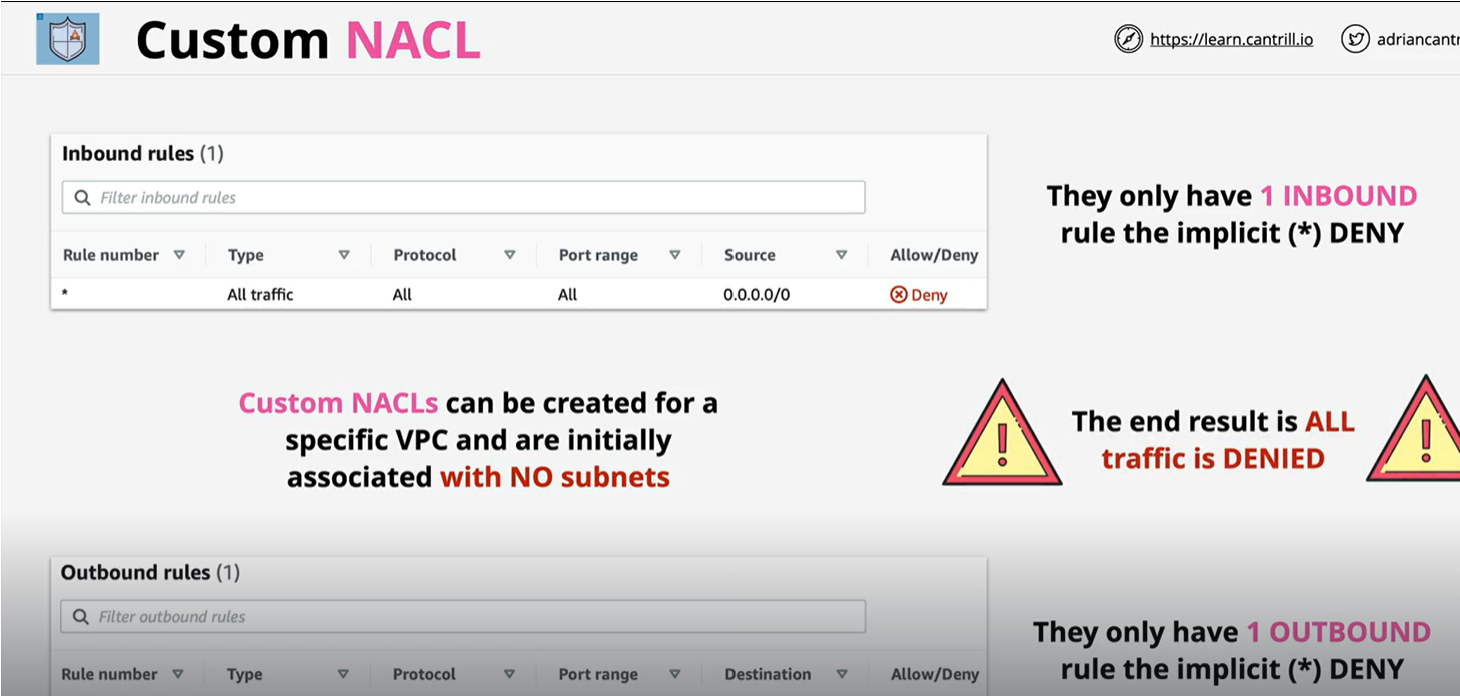 Custom NACL
https://learn.cantrill.io
adriancantr
Inbound rules (1)
Filter inbound rules
Rule number Type Protocol Port range Source Allow/Deny
* All traffic All All 0.0.0.0/0 Deny
They only have 1 INBOUND
rule the implicit (*) DENY
Custom NACLs can be created for a
specific VPC and are initially
associated with NO subnets
The end result is ALL
traffic is DENIED
Outbound rules (1)
Filter outbound rules
Rule number Type Protocol Port range Destination Allow/Deny
They only have 1 OUTBOUND
rule the implicit (*) DENY